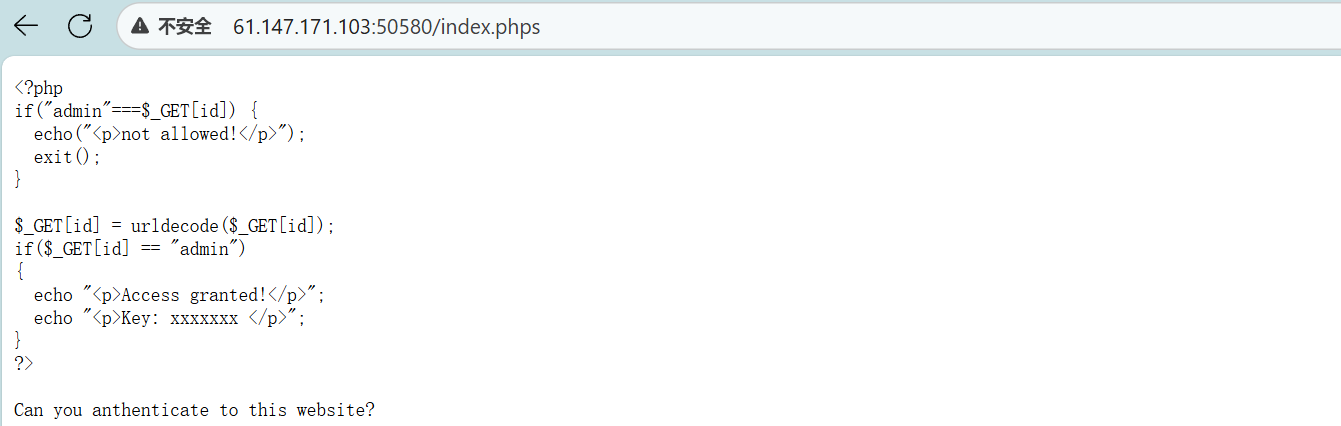 不安全 61.147.171.103:50580/index.phps
<?php
if("admin"===$_GET[id]) {
  echo("<p>not allowed!</p>");
  exit();
}

$_GET[id] = urldecode($_GET[id]);
if($_GET[id] == "admin")
{
  echo "<p>Access granted!</p>";
  echo "<p>Key: xxxxxxx </p>";
}
?>

Can you anthenticate to this website?